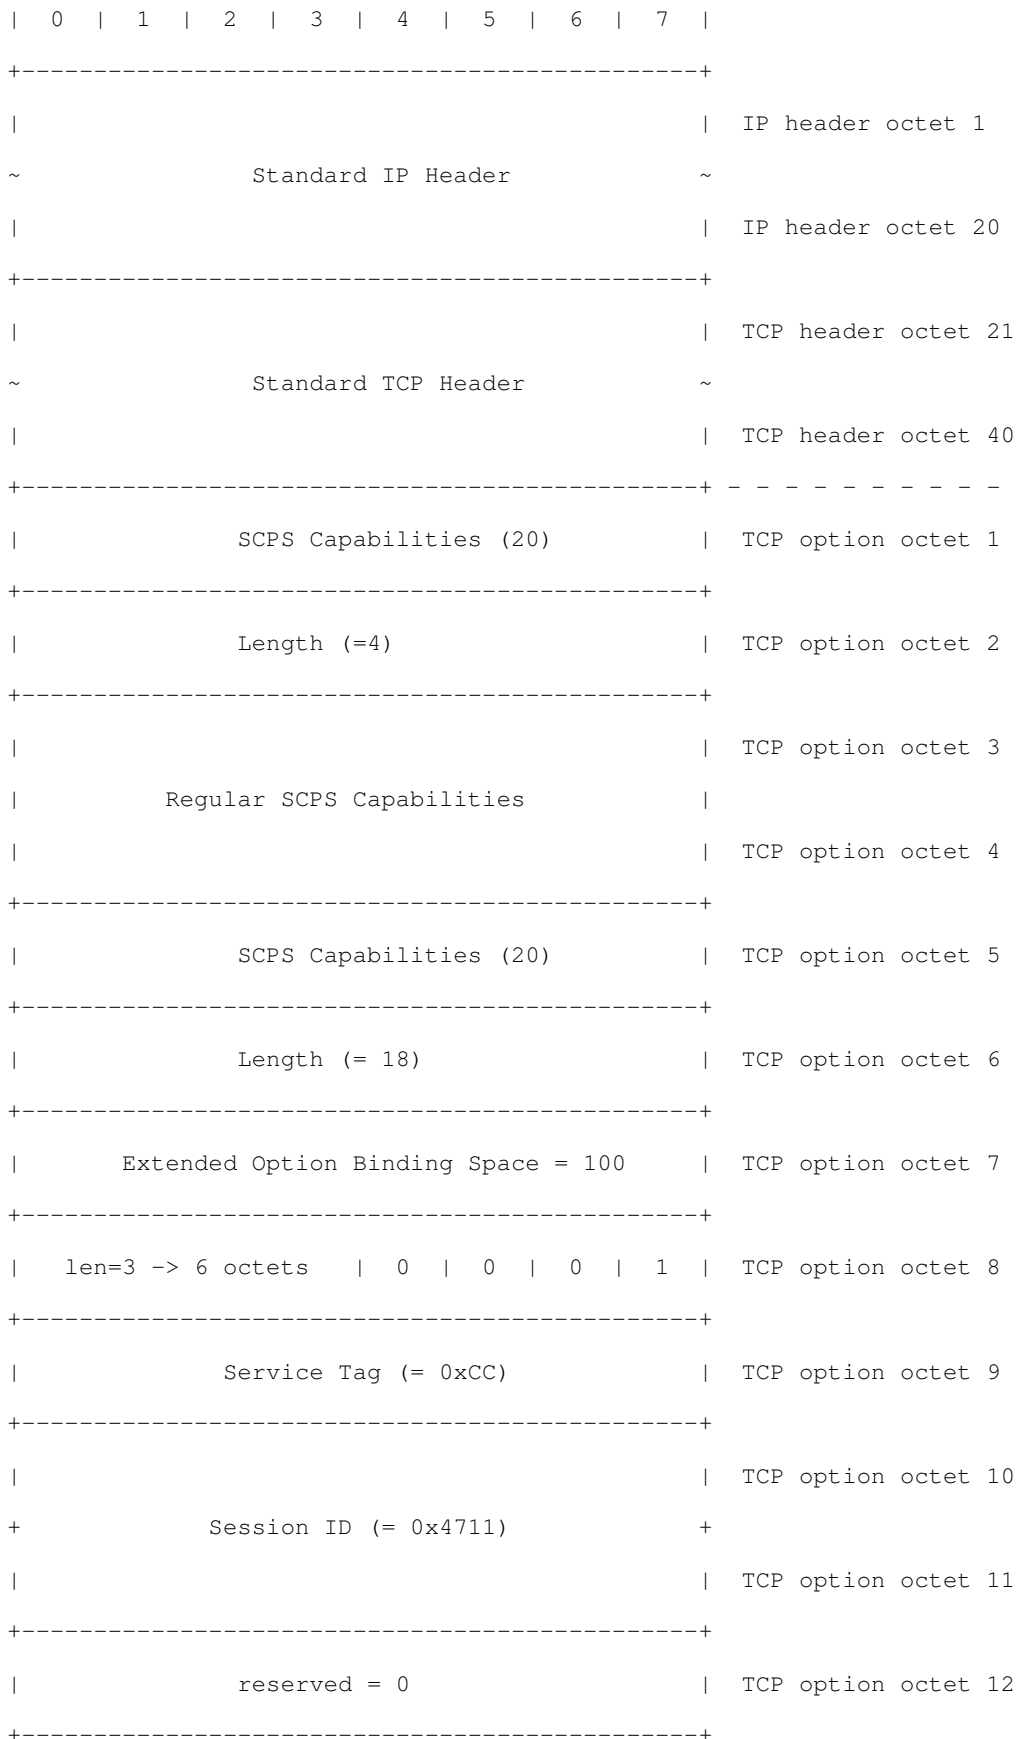 |  0  |  1  |  2  |  3  |  4  |  5  |  6  |  7  |
+-----------------------------------------------+
|                                               |  IP header octet 1
~                Standard IP Header             ~
|                                               |  IP header octet 20
+-----------------------------------------------+
|                                               |  TCP header octet 21
~                Standard TCP Header            ~
|                                               |  TCP header octet 40
+-----------------------------------------------+ - - - - - - - - - -
|               SCPS Capabilities (20)          |  TCP option octet 1
+-----------------------------------------------+
|               Length (=4)                     |  TCP option octet 2
+-----------------------------------------------+
|                                               |  TCP option octet 3
|          Regular SCPS Capabilities            |
|                                               |  TCP option octet 4
+-----------------------------------------------+
|               SCPS Capabilities (20)          |  TCP option octet 5
+-----------------------------------------------+
|               Length (= 18)                   |  TCP option octet 6
+-----------------------------------------------+
|       Extended Option Binding Space = 100     |  TCP option octet 7
+-----------------------------------------------+
|   len=3 -> 6 octets   |  0  |  0  |  0  |  1  |  TCP option octet 8
+-----------------------------------------------+
|              Service Tag (= 0xCC)             |  TCP option octet 9
+-----------------------------------------------+
|                                               |  TCP option octet 10
+             Session ID (= 0x4711)             +
|                                               |  TCP option octet 11
+-----------------------------------------------+
|               reserved = 0                    |  TCP option octet 12
+-----------------------------------------------+